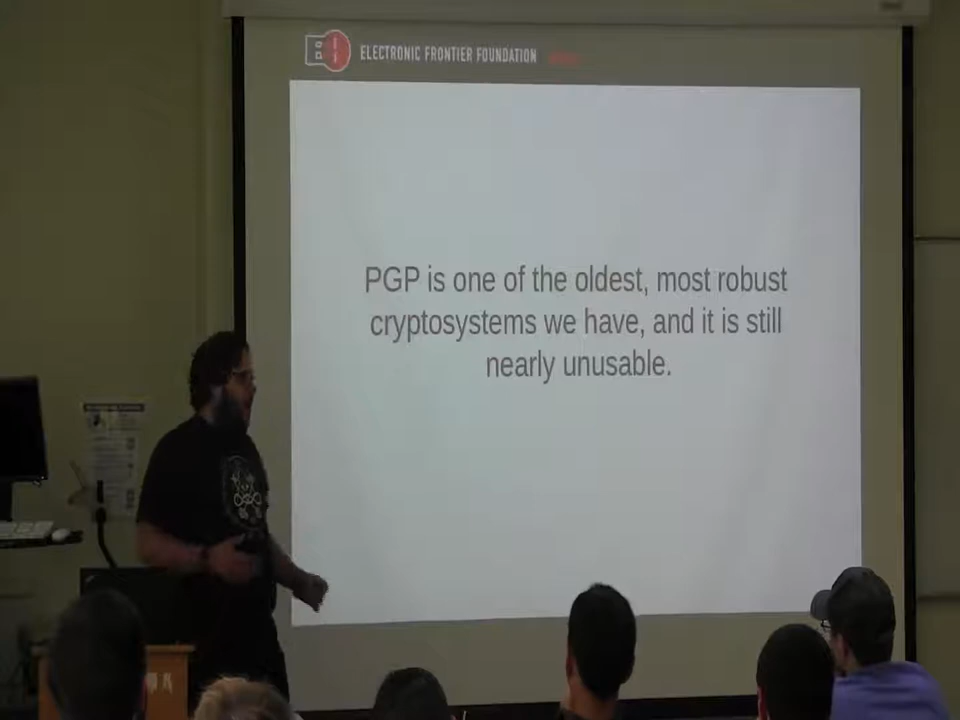 ELECTRONIC FRONTIER FOUNDATION
PGP is one of the oldest, most robust
cryptosystems we have, and it is still
nearly unusable.